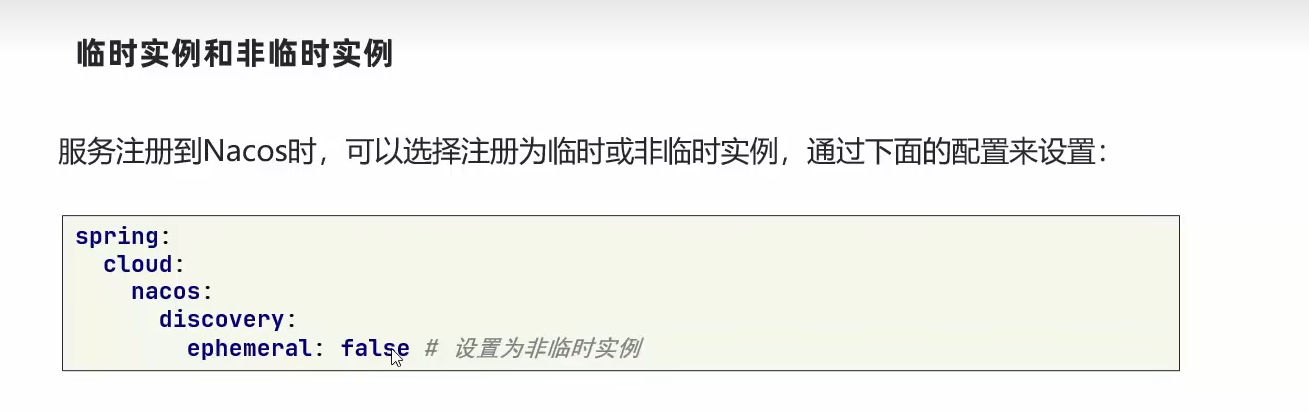 临时实例和非临时实例
服务注册到Nacos时，可以选择注册为临时或非临时实例，通过下面的配置来设置：
spring:
  cloud:
    nacos:
      discovery:
        ephemeral: false # 设置为非临时实例